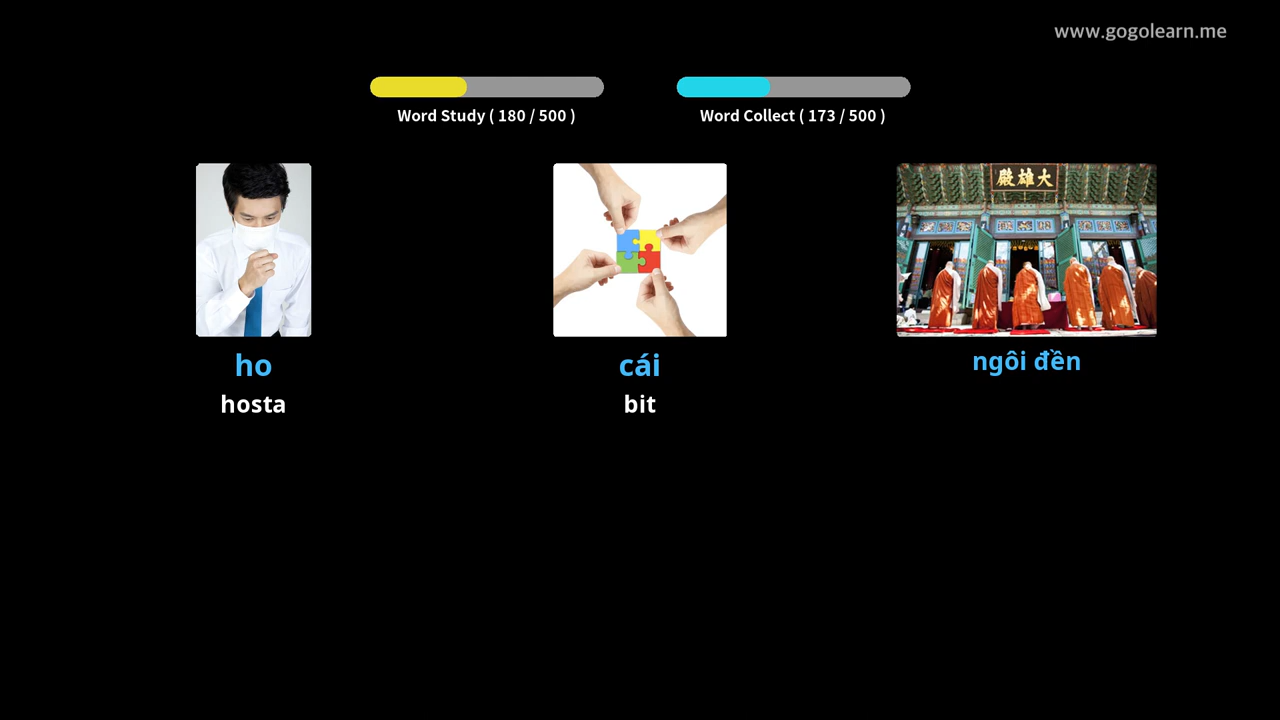 www.gogolearn.me
Word Study ( 180 / 500 )
Word Collect ( 173 / 500 )
殿雄大
ho
cái
ngôi đền
hosta
bit